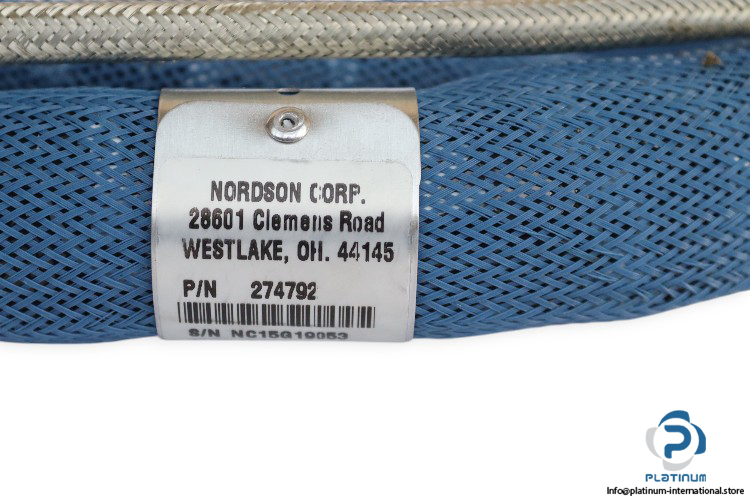 NORDSON CORP.
28601 Clemens Road
WESTLAKE, OH. 44145
P/N 274792
S/N NC15G19053
PLATINUM
Info@platinum-international.store